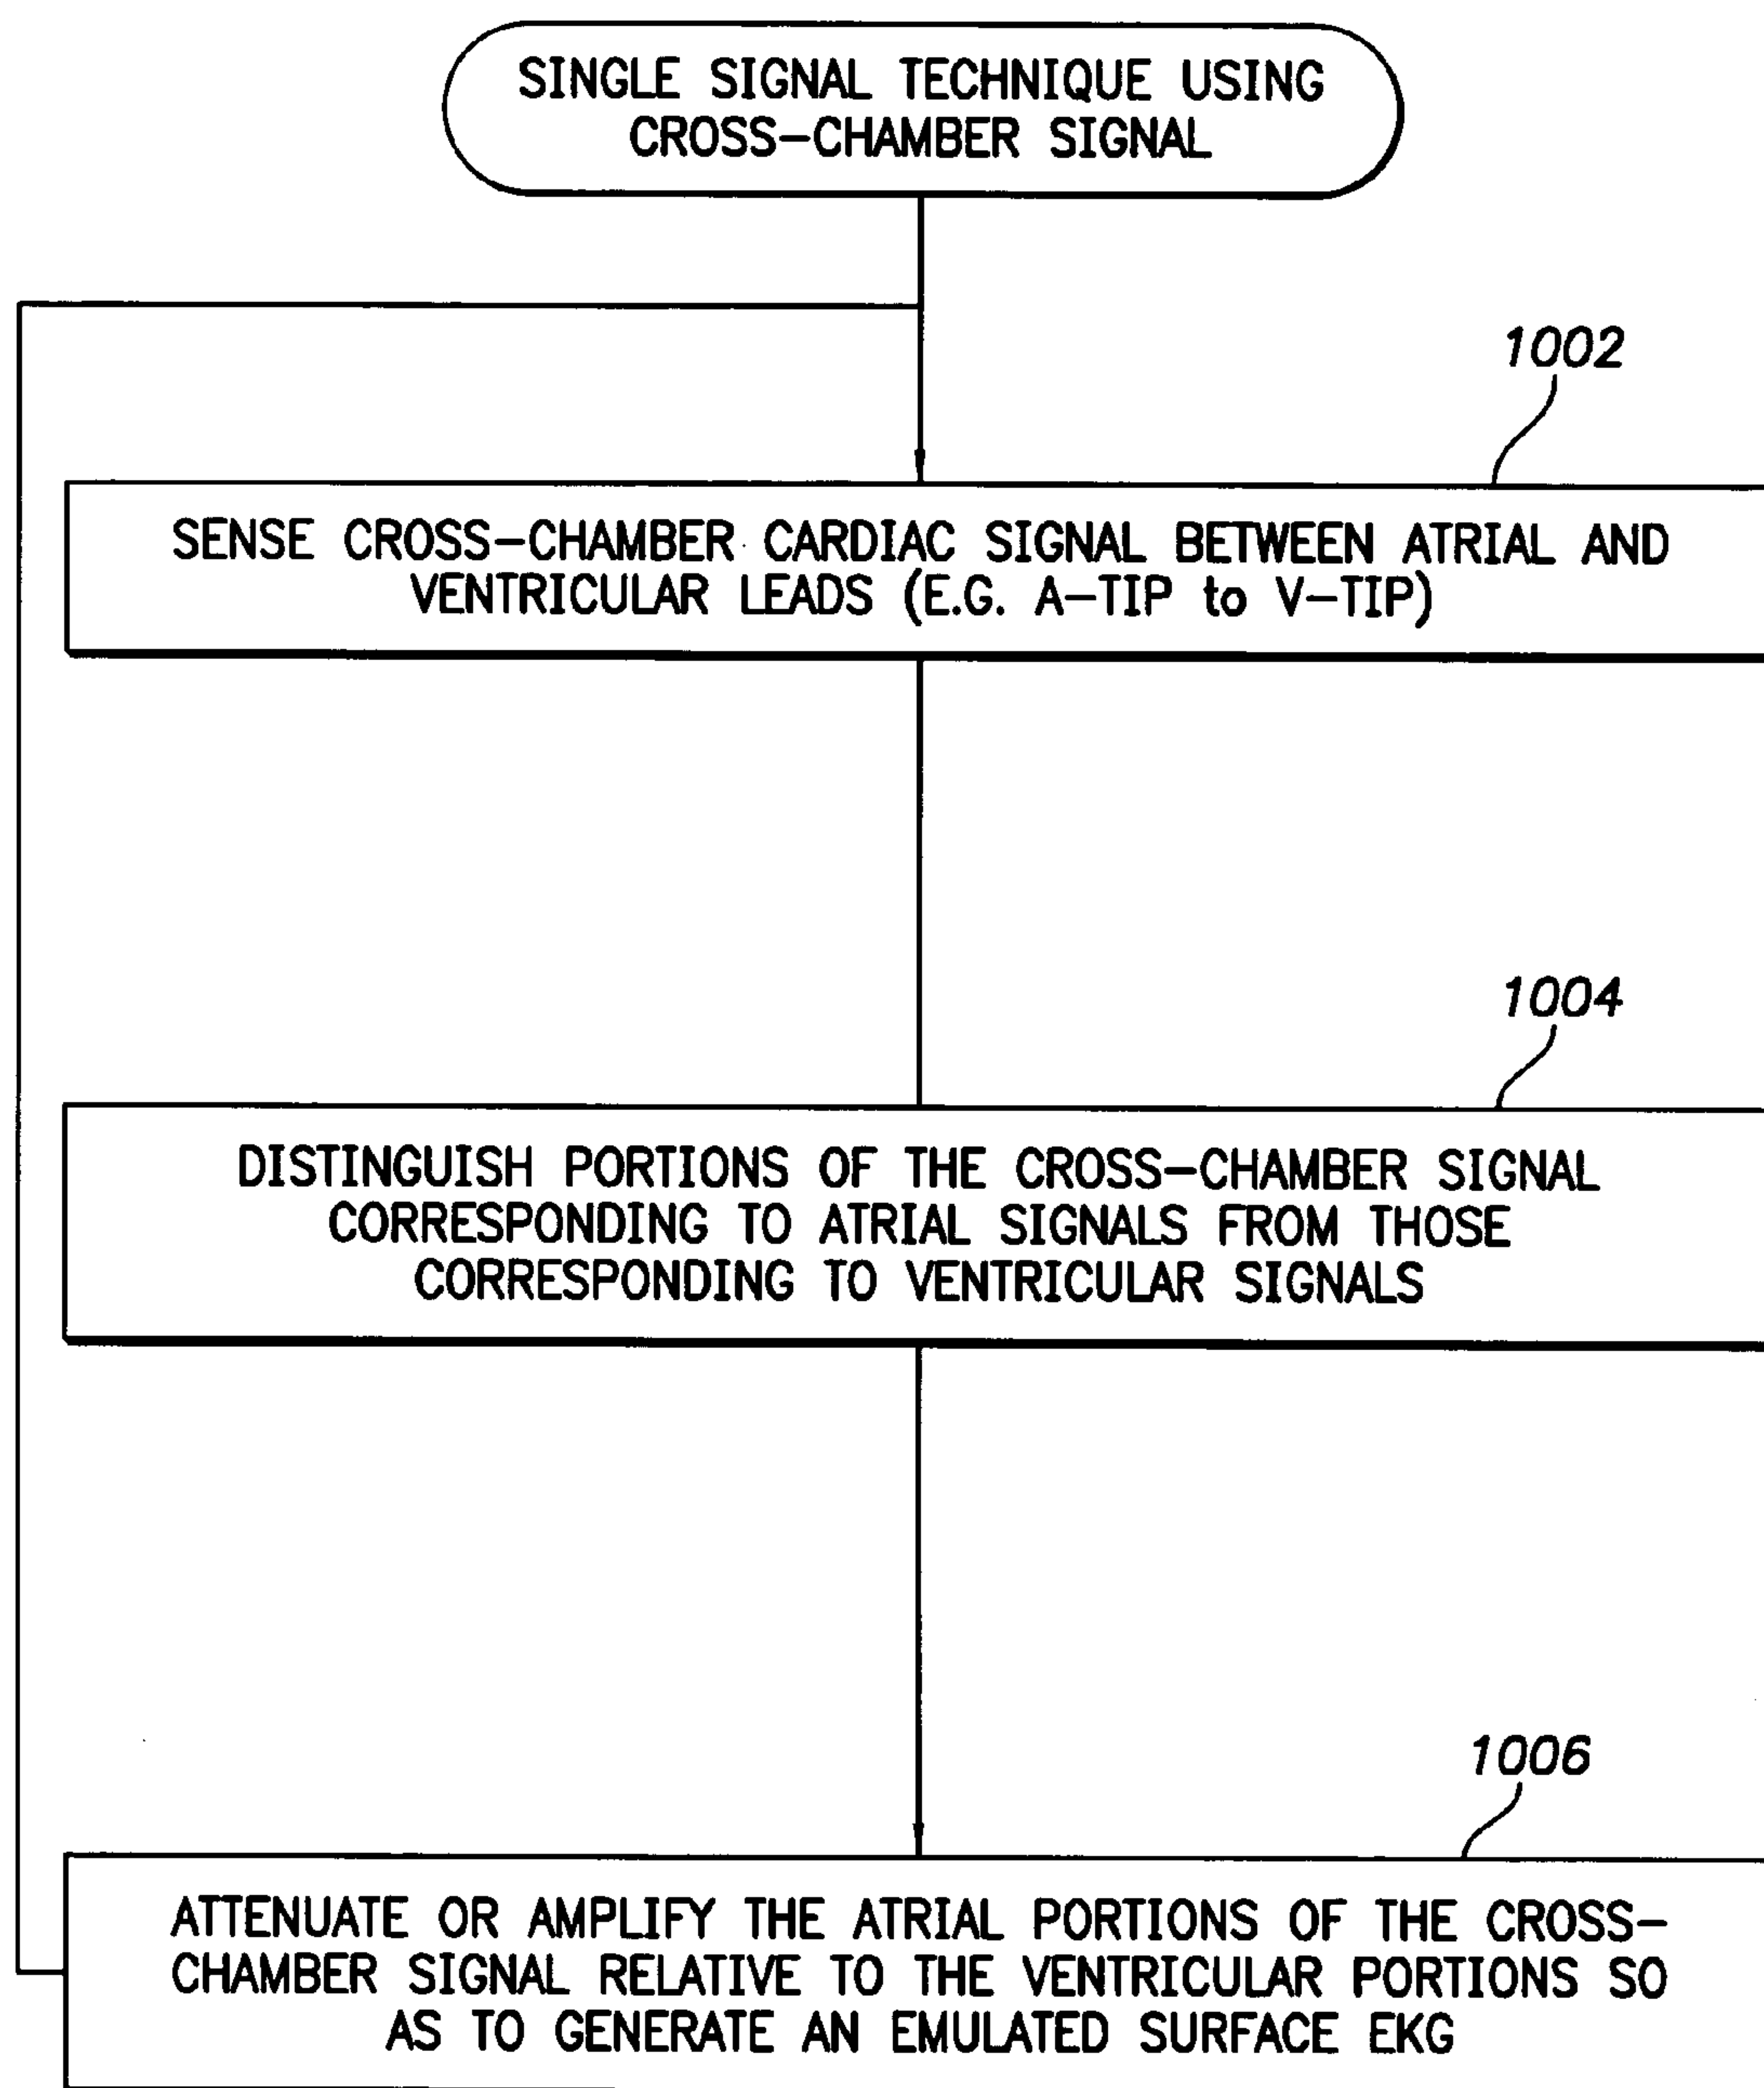 SINGLE SIGNAL TECHNIQUE USING
CROSS-CHAMBER SIGNAL
1002
SENSE CROSS-CHAMBER CARDIAC SIGNAL BETWEEN ATRIAL AND
VENTRICULAR LEADS (E.G. A-TIP to V-TIP)
1004
DISTINGUISH PORTIONS OF THE CROSS-CHAMBER SIGNAL
CORRESPONDING TO ATRIAL SIGNALS FROM THOSE
CORRESPONDING TO VENTRICULAR SIGNALS
1006
ATTENUATE OR AMPLIFY THE ATRIAL PORTIONS OF THE CROSS-
CHAMBER SIGNAL RELATIVE TO THE VENTRICULAR PORTIONS SO
AS TO GENERATE AN EMULATED SURFACE EKG